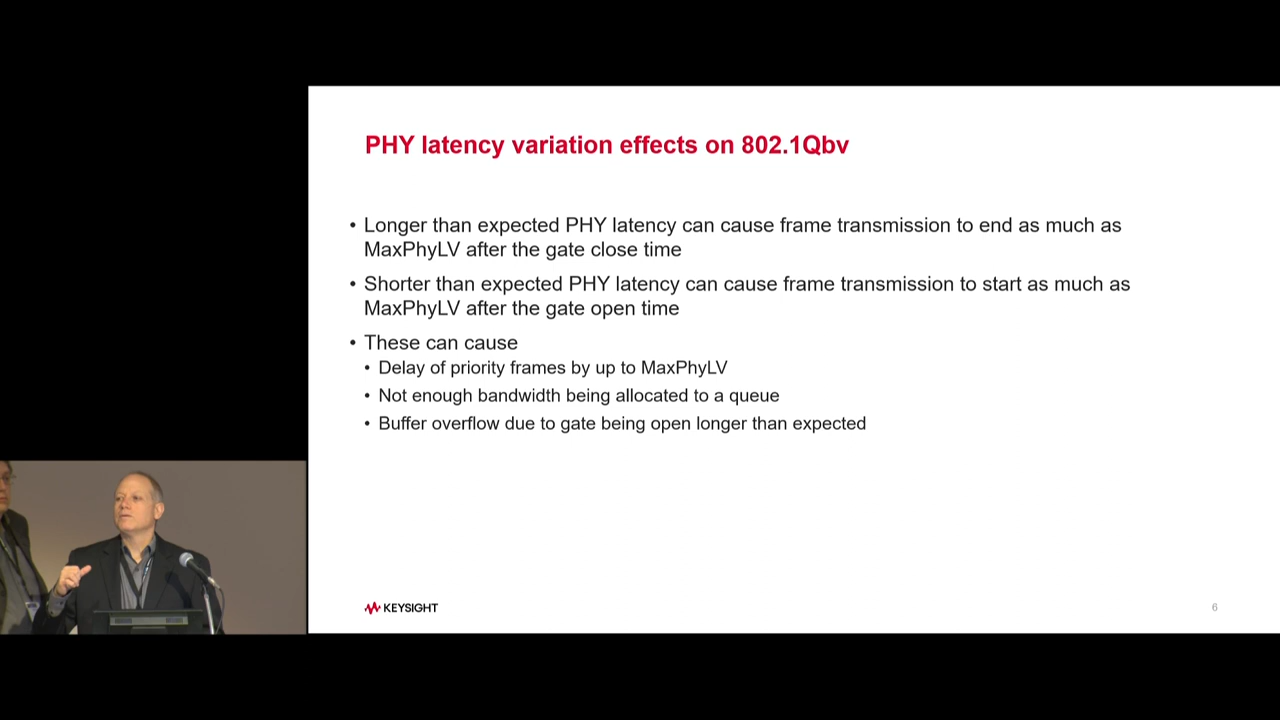 PHY latency variation effects on 802.1Qbv
• Longer than expected PHY latency can cause frame transmission to end as much as
MaxPhyLV after the gate close time
• Shorter than expected PHY latency can cause frame transmission to start as much as
MaxPhyLV after the gate open time
• These can cause
• Delay of priority frames by up to MaxPhyLV
• Not enough bandwidth being allocated to a queue
• Buffer overflow due to gate being open longer than expected
KEYSIGHT
6